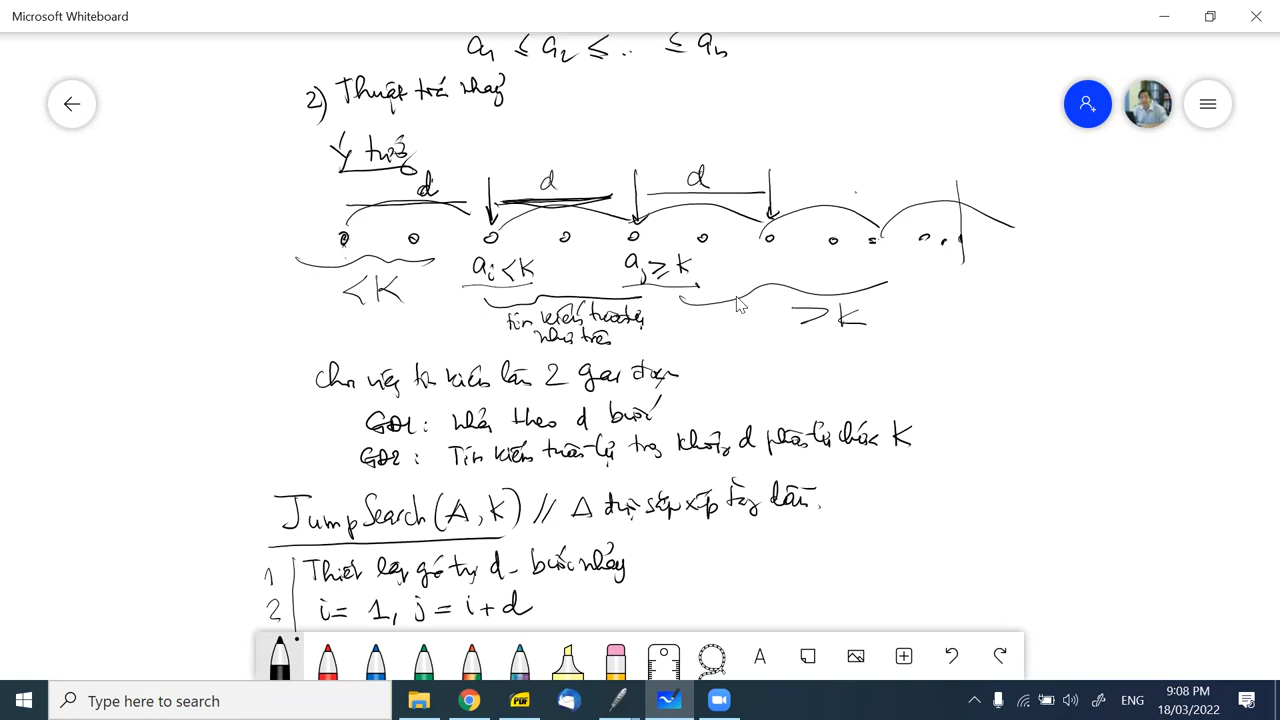 Microsoft Whiteboard
a1 ≤ a2 ≤ .. ≤ an
2) Thuật nhảy
Ý tưởng
d d d
ai < K aj ≥ K
< K > K
Tìm kiếm tuần tự
như trên
Chia việc tìm kiếm làm 2 giai đoạn
GĐ1: nhảy theo d bước
GĐ2: Tìm kiếm tuần tự trong khoảng d phần tử chứa K
JumpSearch(A, K) // A được sắp xếp tăng dần.
1 Thiết lập giá trị d - bước nhảy
2 i = 1, j = i + d
Type here to search
ENG
9:08 PM
18/03/2022